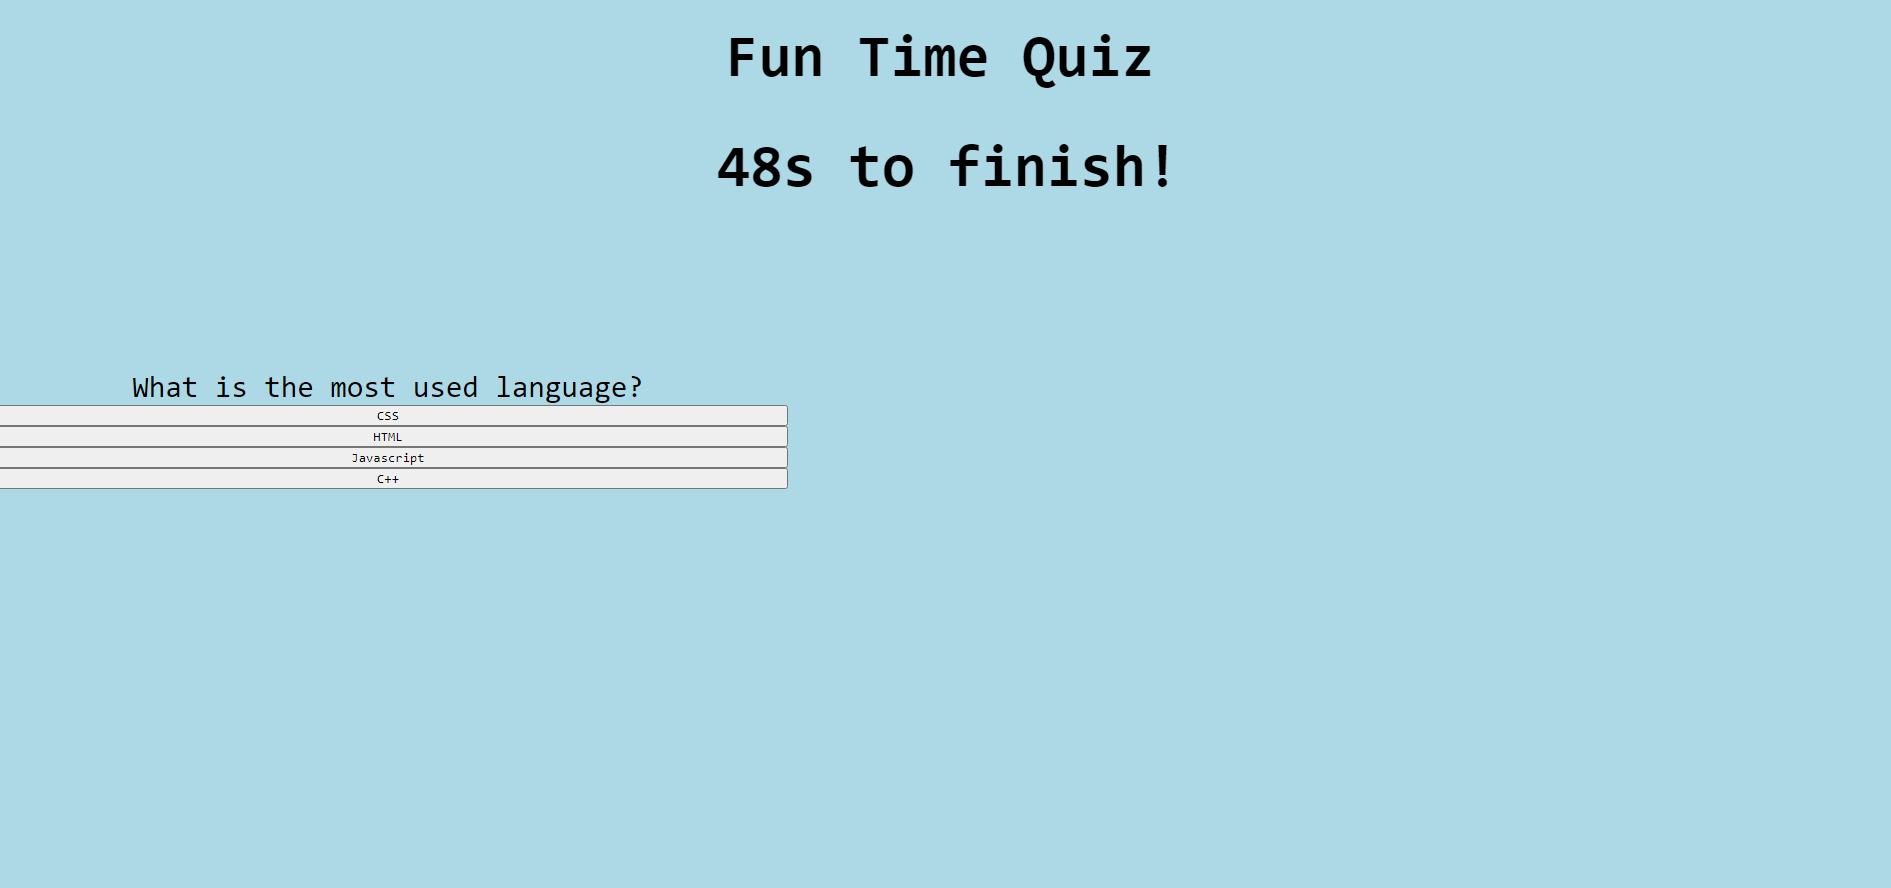 Fun Time Quiz
48s to finish!
What is the most used language?
CSS
HTML
Javascript
C++